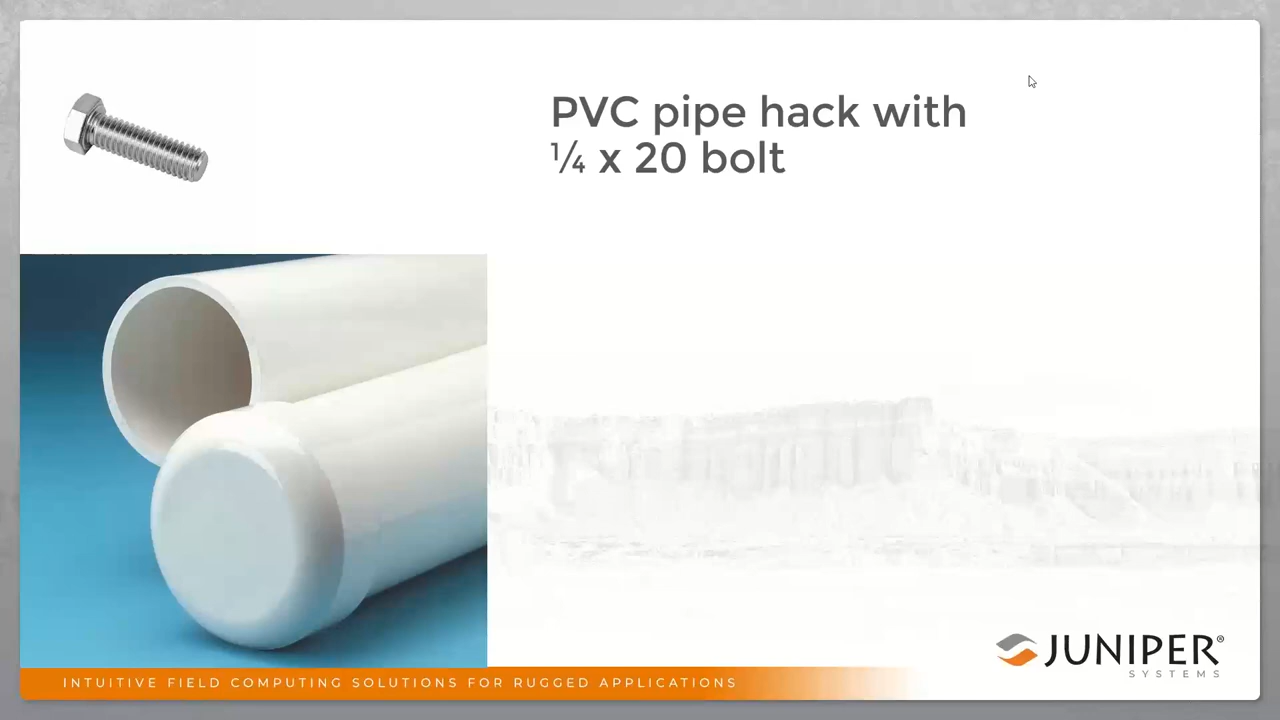 PVC pipe hack with
¼ x 20 bolt
JUNIPER®
SYSTEMS
INTUITIVE FIELD COMPUTING SOLUTIONS FOR RUGGED APPLICATIONS